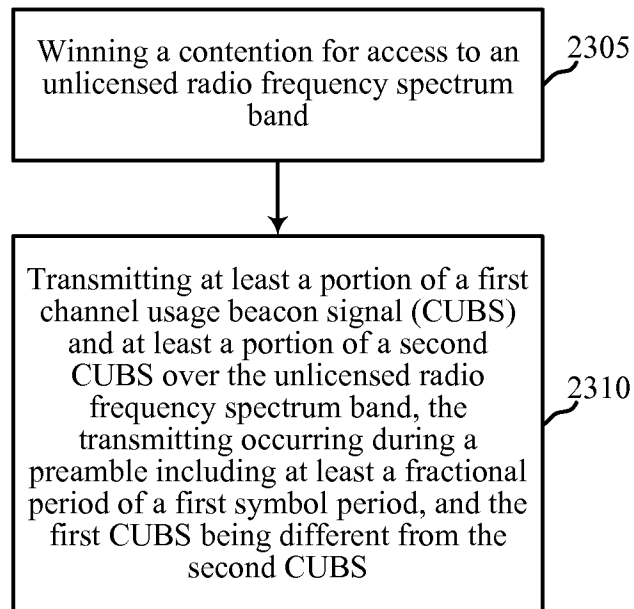 Winning a contention for access to an
unlicensed radio frequency spectrum
band
2305
Transmitting at least a portion of a first
channel usage beacon signal (CUBS)
and at least a portion of a second
CUBS over the unlicensed radio
frequency spectrum band, the
transmitting occurring during a
preamble including at least a fractional
period of a first symbol period, and the
first CUBS being different from the
second CUBS
2310